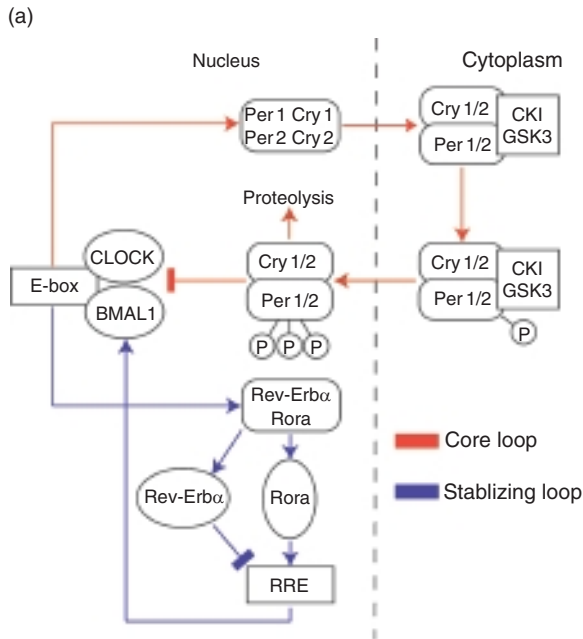 (a)
Nucleus
Cytoplasm
Per 1 Cry 1
Per 2 Cry 2
Cry 1/2
Per 1/2
CKI
GSK3
Proteolysis
CLOCK
BMAL1
E-box
Cry 1/2
Per 1/2
P P P
Cry 1/2
Per 1/2
CKI
GSK3
P
Rev-Erbα
Rora
Rev-Erbα
Rora
RRE
Core loop
Stablizing loop